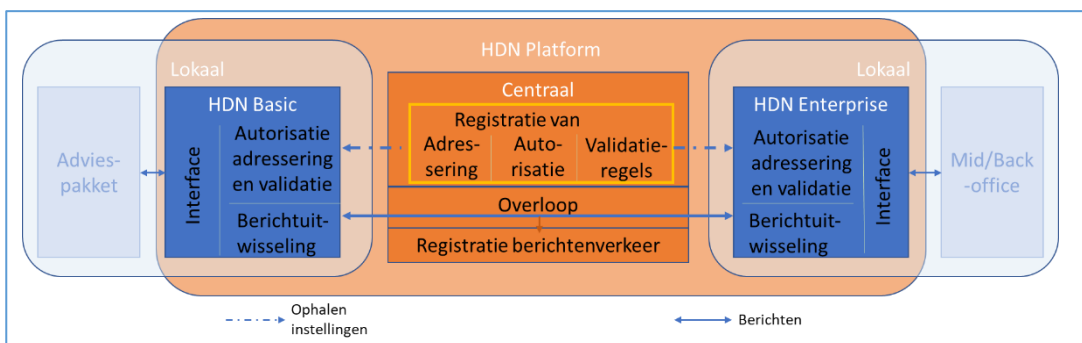 HDN Platform
Lokaal
Lokaal
HDN Basic
Centraal
HDN Enterprise
Advies-
pakket
Interface
Autorisatie
adressering
en validatie
Berichtuit-
wisseling
Registratie van
Adres-
sering
Auto-
risatie
Validatie-
regels
Overloop
Registratie berichtenverkeer
Autorisatie
adressering
en validatie
Berichtuit-
wisseling
Interface
Mid/Back
-office
Ophalen
instellingen
Berichten